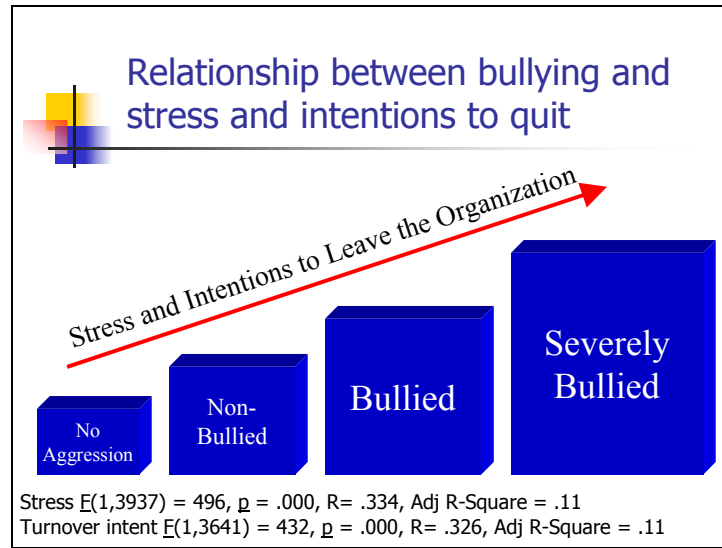 Relationship between bullying and
stress and intentions to quit
Stress and Intentions to Leave the Organization
No
Aggression
Non-
Bullied
Bullied
Severely
Bullied
Stress F(1,3937) = 496, p = .000, R= .334, Adj R-Square = .11
Turnover intent F(1,3641) = 432, p = .000, R= .326, Adj R-Square = .11